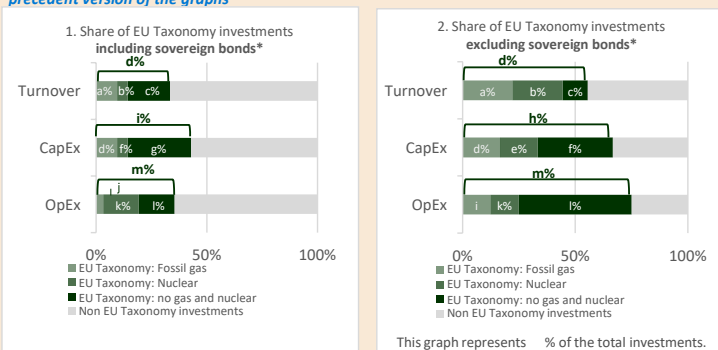 precedent version of the graphs
1. Share of EU Taxonomy investments
including sovereign bonds*
d%
Turnover
a% b% c%
i%
CapEx
d% f% g%
m%
j
OpEx
k% l%
0% 50% 100%
EU Taxonomy: Fossil gas
EU Taxonomy: Nuclear
EU Taxonomy: no gas and nuclear
Non EU Taxonomy investments
2. Share of EU Taxonomy investments
excluding sovereign bonds*
d%
Turnover
a% b% c%
h%
CapEx
d% e% f%
m%
OpEx
i k% l%
0% 50% 100%
EU Taxonomy: Fossil gas
EU Taxonomy: Nuclear
EU Taxonomy: no gas and nuclear
Non EU Taxonomy investments
This graph represents % of the total investments.